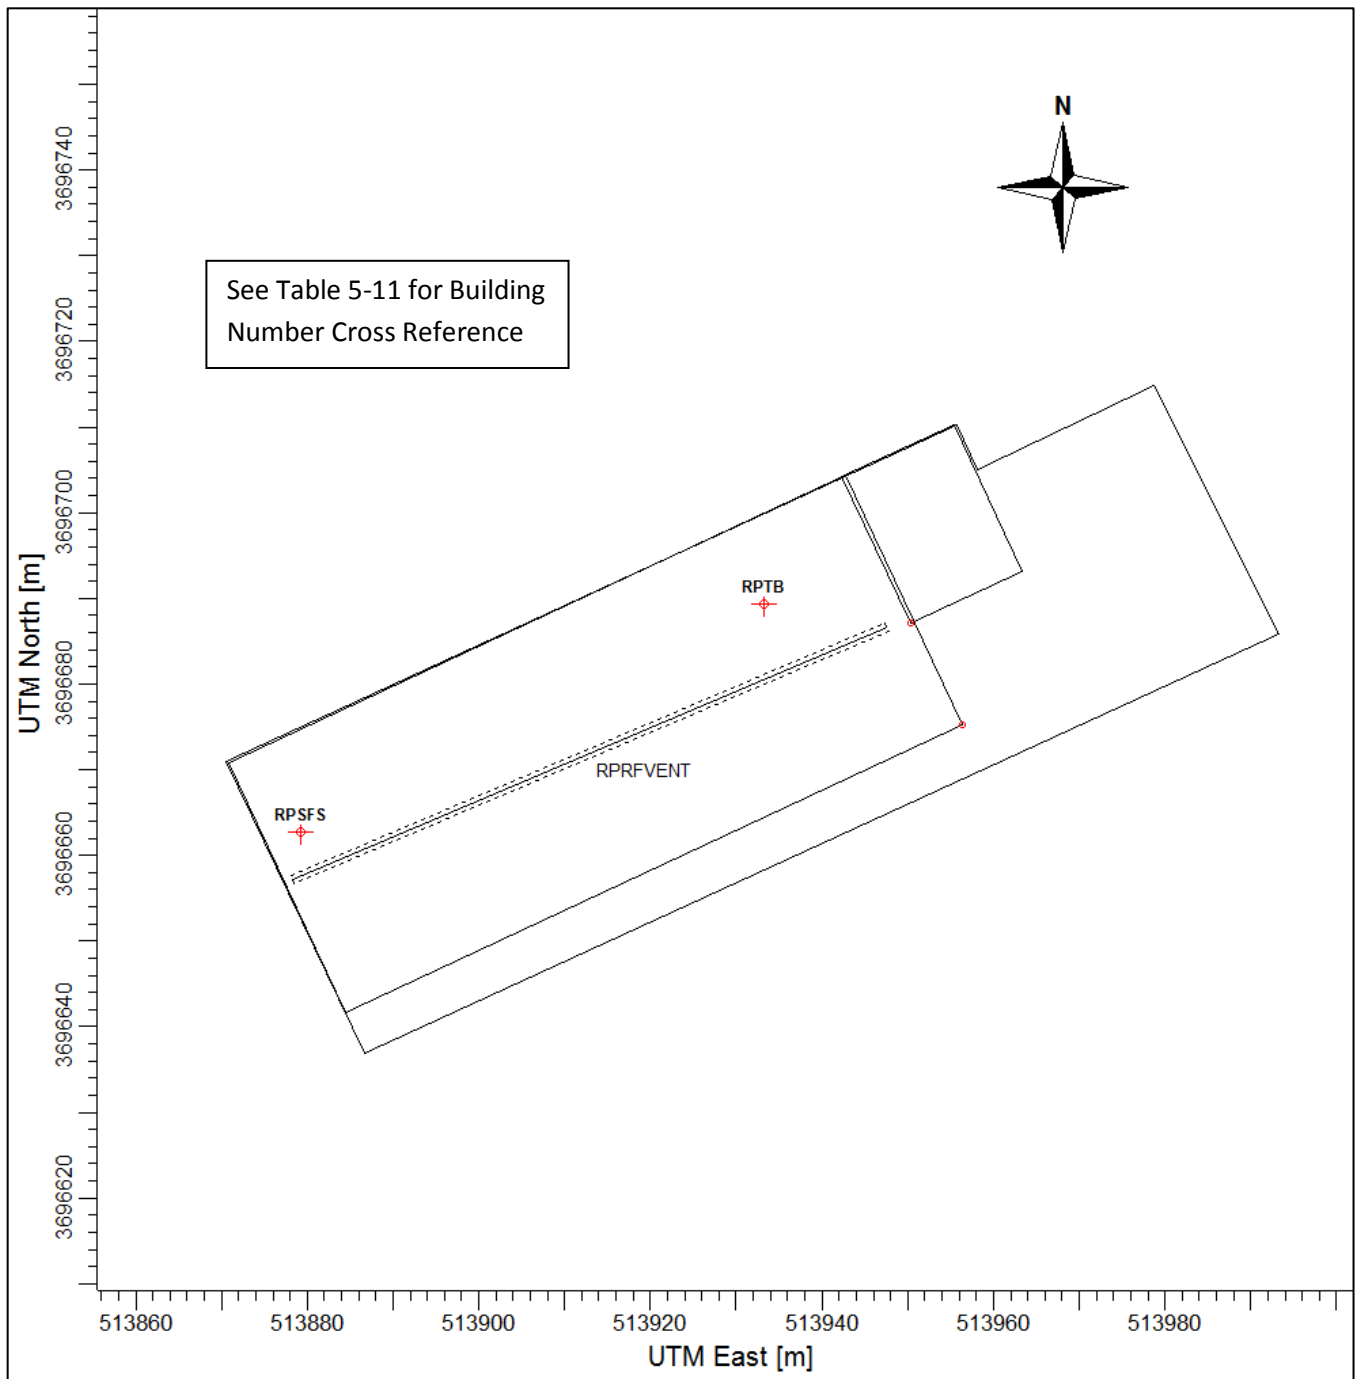 N
See Table 5-11 for Building
Number Cross Reference
RPTB
RPRFVENT
RPSFS
UTM North [m]
3696740
3696720
3696700
3696680
3696660
3696640
3696620
513860 513880 513900 513920 513940 513960 513980
UTM East [m]